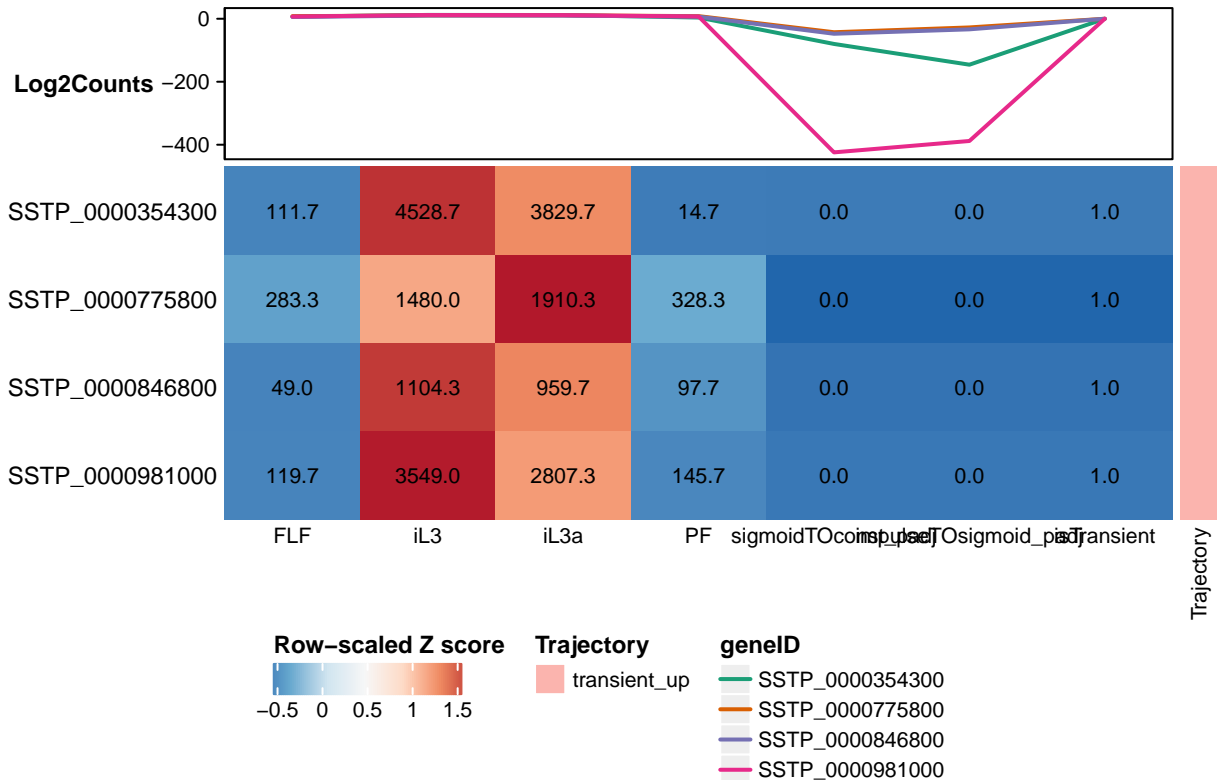 0
Log2Counts
−200
−400
SSTP_0000354300 111.7 4528.7 3829.7 14.7 0.0 0.0 1.0
SSTP_0000775800 283.3 1480.0 1910.3 328.3 0.0 0.0 1.0
SSTP_0000846800 49.0 1104.3 959.7 97.7 0.0 0.0 1.0
SSTP_0000981000 119.7 3549.0 2807.3 145.7 0.0 0.0 1.0
FLF iL3 iL3a PF sigmoidTOconst_padj impulseTOsigmoid_padj isTransient
Trajectory
Row−scaled Z score
−0.5 0 0.5 1 1.5
Trajectory
transient_up
geneID
SSTP_0000354300
SSTP_0000775800
SSTP_0000846800
SSTP_0000981000